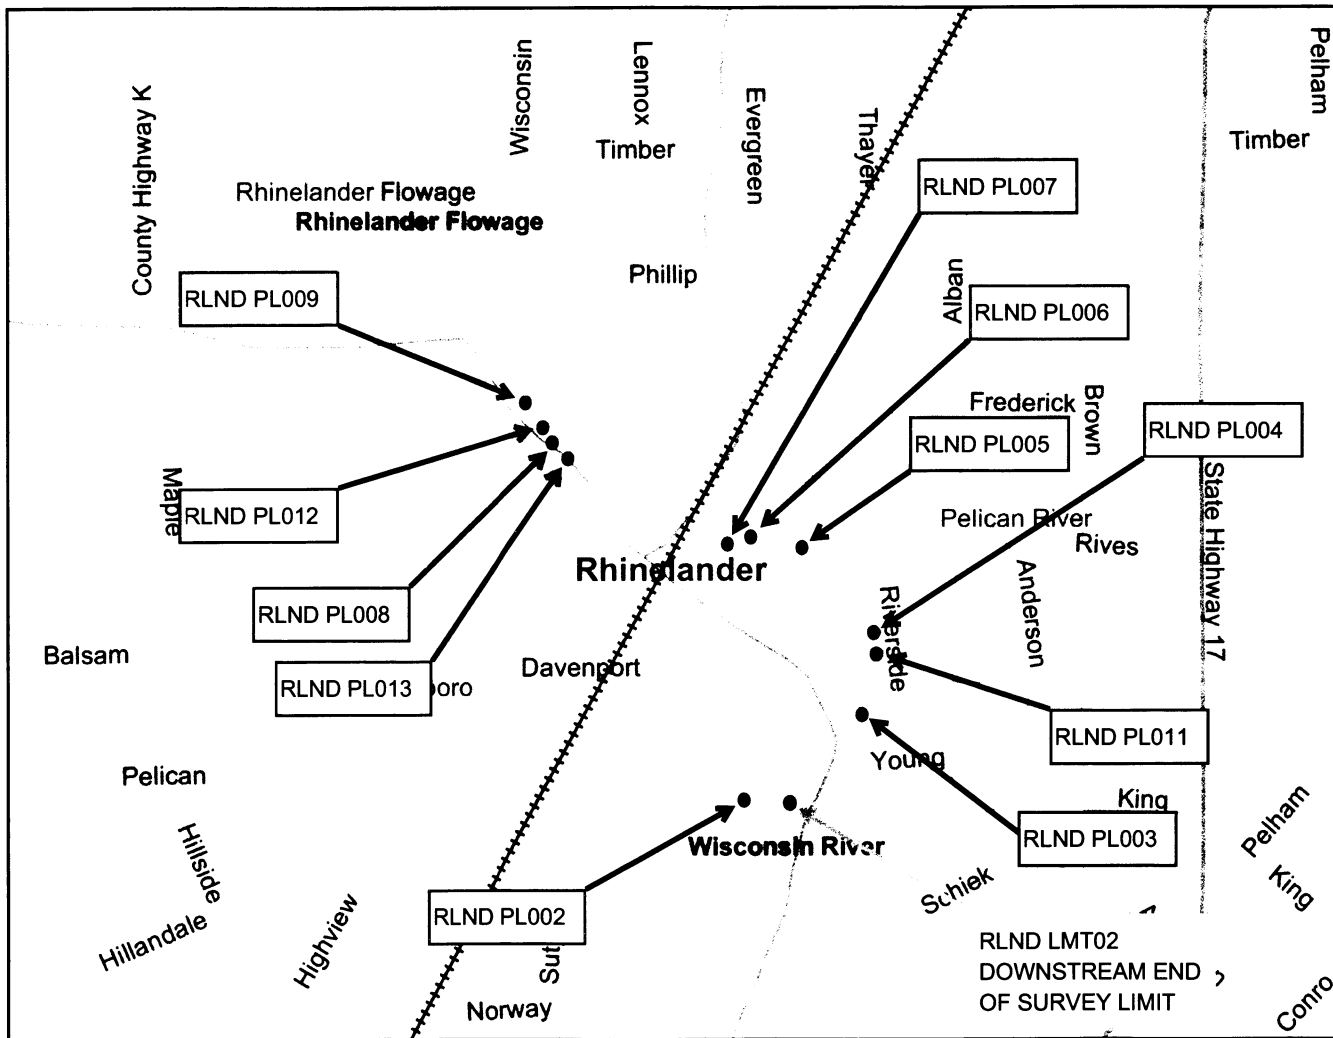 Pelham
Wisconsin
Lennox
County Highway K
Evergreen
Thayer
Timber
Timber
RLND PL007
Rhinelander Flowage
Rhinelander Flowage
Phillip
Alban
RLND PL009
RLND PL006
Frederick
Brown
RLND PL004
RLND PL005
Maple
RLND PL012
Pelican River
Rives
State Highway 17
Rhinelander
Anderson
Riverside
RLND PL008
Balsam
Davenport
RLND PL013
RLND PL011
Young
Pelican
King
Pelham
Hillside
Wisconsin River
RLND PL003
King
Schiek
Highview
RLND PL002
Hillandale
RLND LMT02
DOWNSTREAM END
OF SURVEY LIMIT
Norway